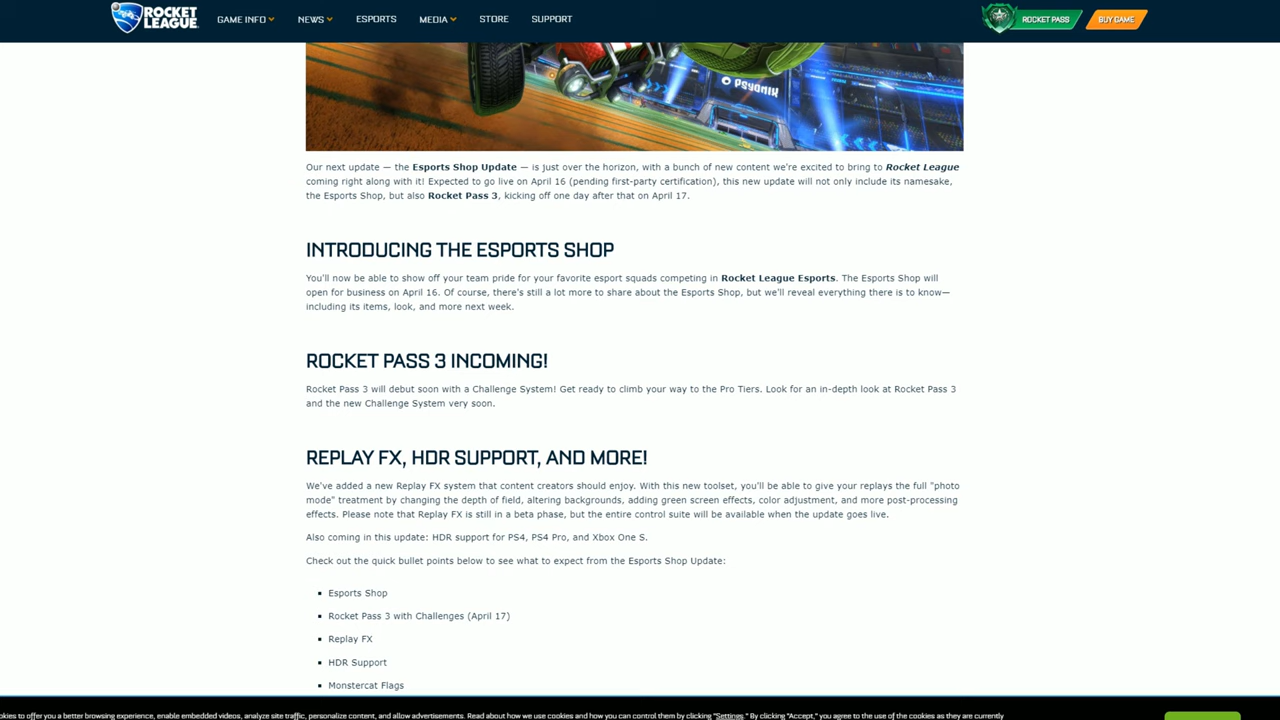 ROCKET
LEAGUE
GAME INFO NEWS ESPORTS MEDIA STORE SUPPORT
ROCKET PASS BUY GAME
PSYONIX
Our next update — the Esports Shop Update — is just over the horizon, with a bunch of new content we're excited to bring to Rocket League
coming right along with it! Expected to go live on April 16 (pending first-party certification), this new update will not only include its namesake,
the Esports Shop, but also Rocket Pass 3, kicking off one day after that on April 17.
INTRODUCING THE ESPORTS SHOP
You'll now be able to show off your team pride for your favorite esport squads competing in Rocket League Esports. The Esports Shop will
open for business on April 16. Of course, there's still a lot more to share about the Esports Shop, but we'll reveal everything there is to know—
including its items, look, and more next week.
ROCKET PASS 3 INCOMING!
Rocket Pass 3 will debut soon with a Challenge System! Get ready to climb your way to the Pro Tiers. Look for an in-depth look at Rocket Pass 3
and the new Challenge System very soon.
REPLAY FX, HDR SUPPORT, AND MORE!
We've added a new Replay FX system that content creators should enjoy. With this new toolset, you'll be able to give your replays the full "photo
mode" treatment by changing the depth of field, altering backgrounds, adding green screen effects, color adjustment, and more post-processing
effects. Please note that Replay FX is still in a beta phase, but the entire control suite will be available when the update goes live.
Also coming in this update: HDR support for PS4, PS4 Pro, and Xbox One S.
Check out the quick bullet points below to see what to expect from the Esports Shop Update:
▪ Esports Shop
▪ Rocket Pass 3 with Challenges (April 17)
▪ Replay FX
▪ HDR Support
▪ Monstercat Flags
okies to offer you a better browsing experience, enable embedded videos, analyze site traffic, personalize content, and allow advertisements. Read about how we use cookies and how you can control them by clicking "Settings." By clicking "Accept," you agree to the use of the cookies as they are currently